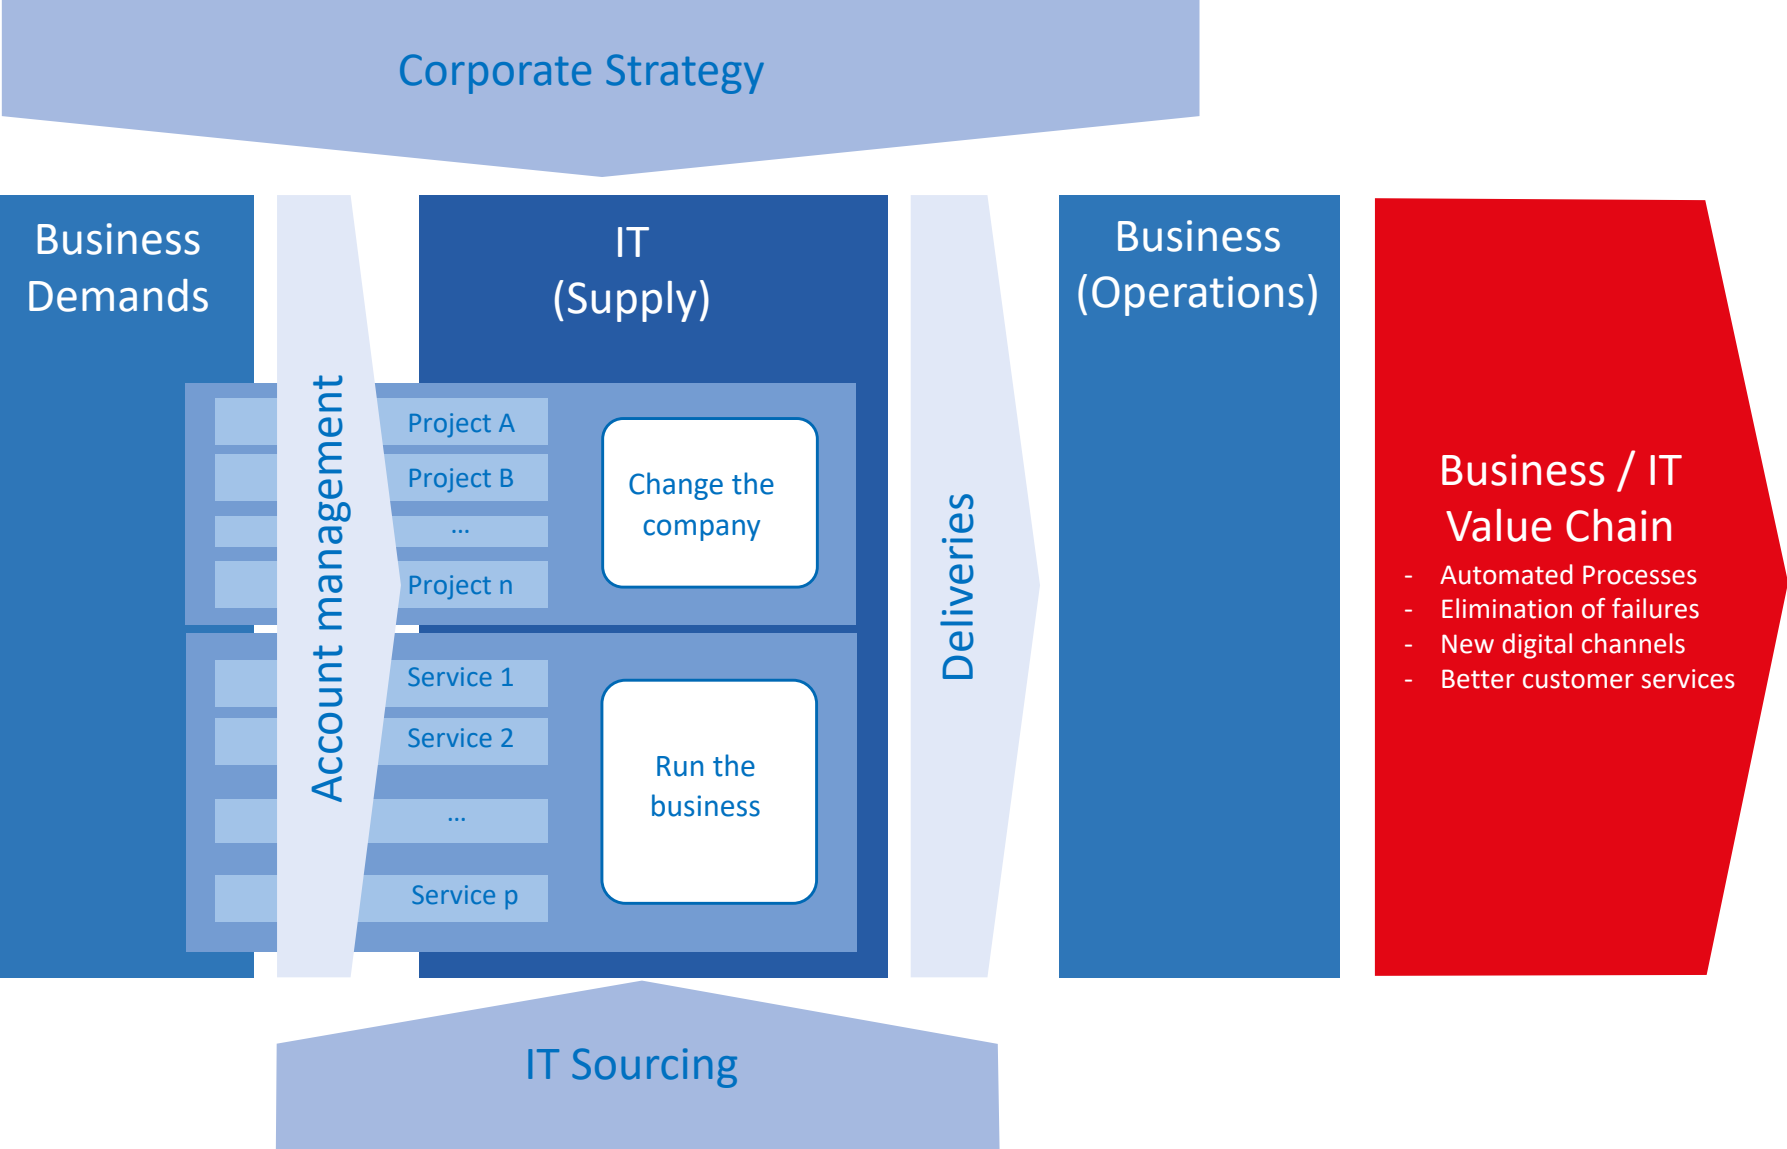 Corporate Strategy
Business
Demands
Account management
IT
(Supply)
Project A
Project B
...
Project n
Change the
company
Service 1
Service 2
...
Service p
Run the
business
Deliveries
Business
(Operations)
Business / IT
Value Chain
- Automated Processes
- Elimination of failures
- New digital channels
- Better customer services
IT Sourcing